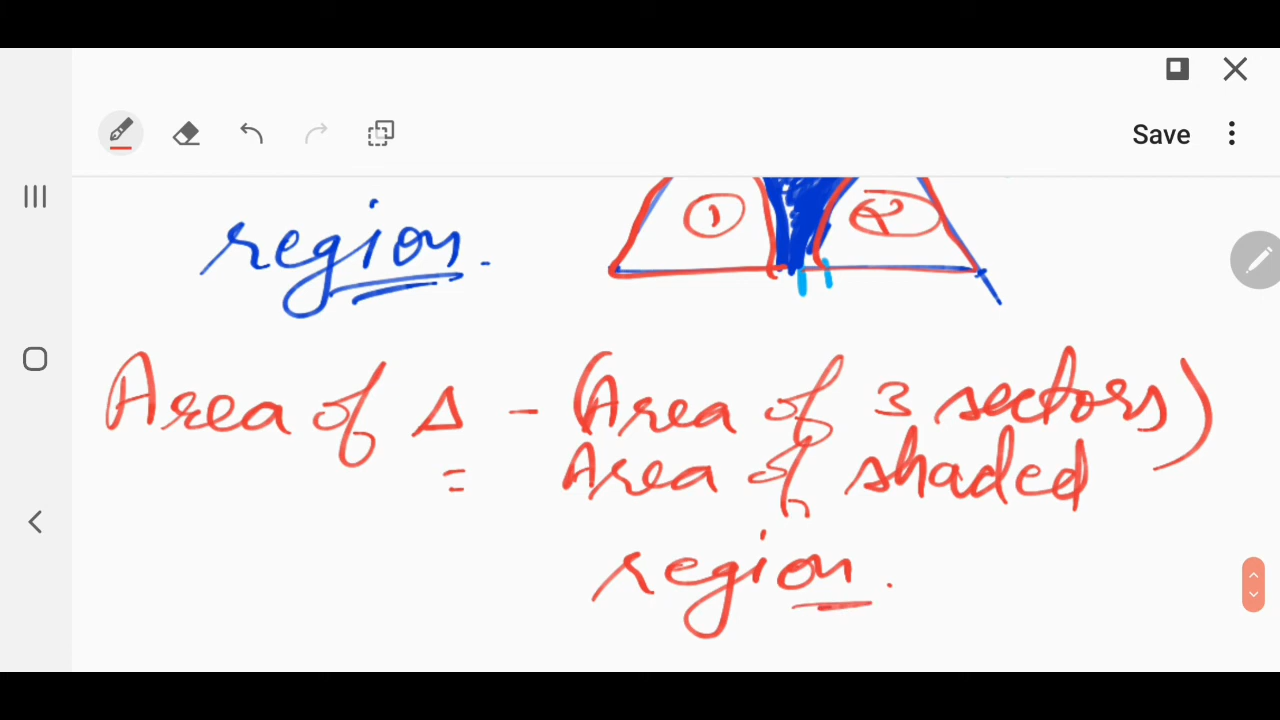 Save
region.
1 2
Area of Δ - (Area of 3 sectors)
= Area of shaded
region.